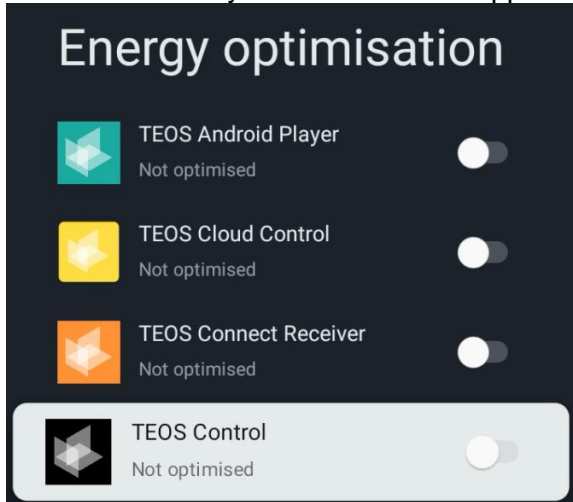 Energy optimisation
TEOS Android Player
Not optimised
TEOS Cloud Control
Not optimised
TEOS Connect Receiver
Not optimised
TEOS Control
Not optimised